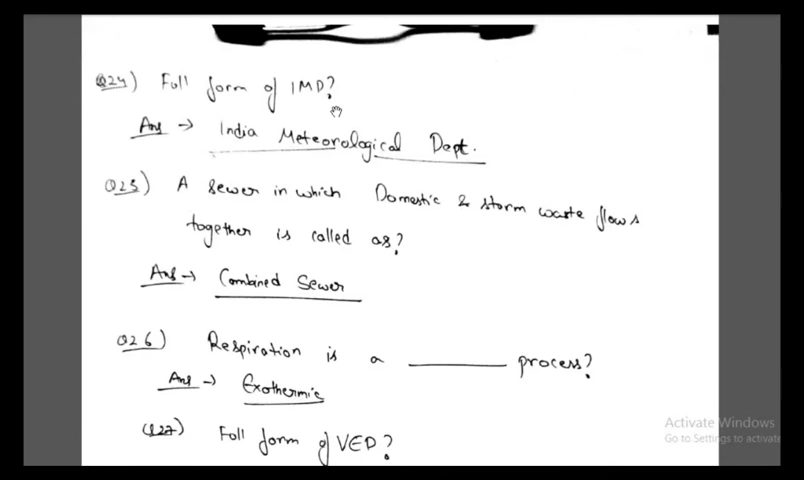 Q24) Full form of IMD?
Ans → India Meteorological Dept.
Q25) A sewer in which Domestic & storm waste flows
together is called as?
Ans → Combined Sewer
Q26) Respiration is a ________ process?
Ans → Exothermic
Q27) Full form of VED?
Activate Windows
Go to Settings to activate